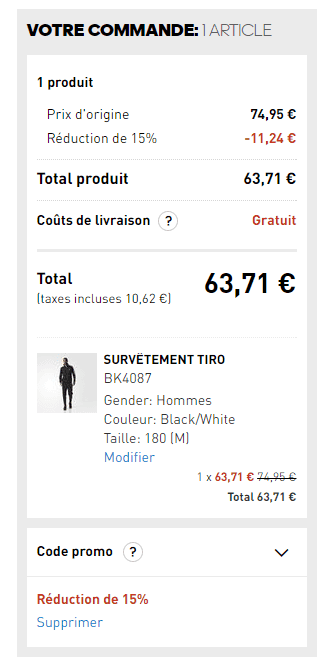 VOTRE COMMANDE: 1 ARTICLE
1 produit
Prix d'origine 74,95 €
Réduction de 15% -11,24 €
Total produit 63,71 €
Coûts de livraison ? Gratuit
Total 63,71 €
(taxes incluses 10,62 €)
SURVÊTEMENT TIRO
BK4087
Gender: Hommes
Couleur: Black/White
Taille: 180 (M)
Modifier
1 x 63,71 € 74,95 €
Total 63,71 €
Code promo ?
Réduction de 15%
Supprimer